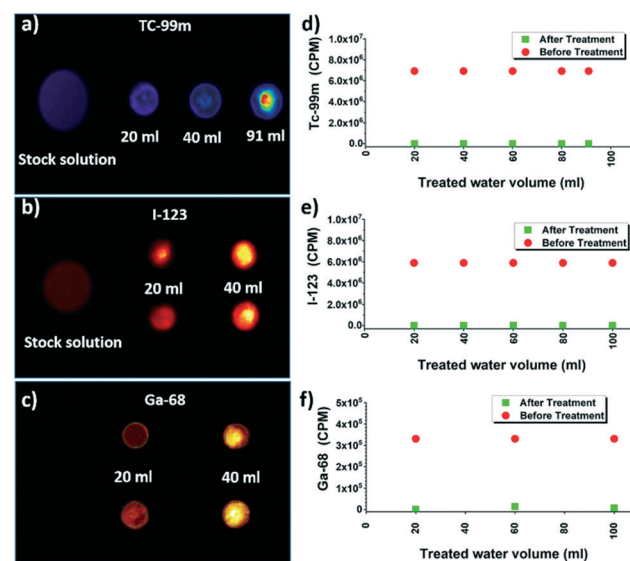 a)
TC-99m
20 ml
40 ml
91 ml
Stock solution
b)
I-123
20 ml
40 ml
Stock solution
c)
Ga-68
20 ml
40 ml
d)
After Treatment
Before Treatment
Tc-99m (CPM)
1.0x10⁷
8.0x10⁶
6.0x10⁶
4.0x10⁶
2.0x10⁶
0.0
0
20
40
60
80
100
Treated water volume (ml)
e)
After Treatment
Before Treatment
I-123 (CPM)
1.0x10⁷
8.0x10⁶
6.0x10⁶
4.0x10⁶
2.0x10⁶
0.0
0
20
40
60
80
100
Treated water volume (ml)
f)
After Treatment
Before Treatment
Ga-68 (CPM)
5x10⁵
4x10⁵
3x10⁵
2x10⁵
1x10⁵
0
0
20
40
60
80
100
Treated water volume (ml)